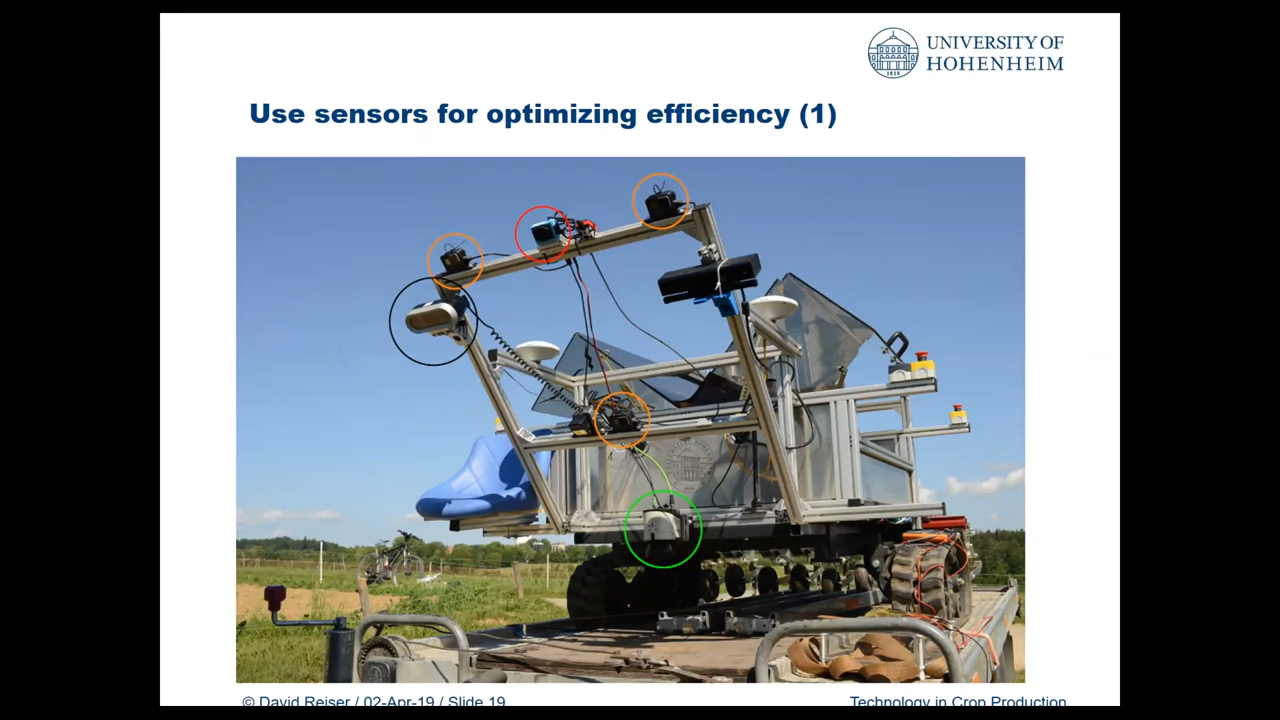 UNIVERSITY OF
HOHENHEIM
1818
Use sensors for optimizing efficiency (1)
© David Reiser / 02-Apr-19 / Slide 19
Technology in Crop Production